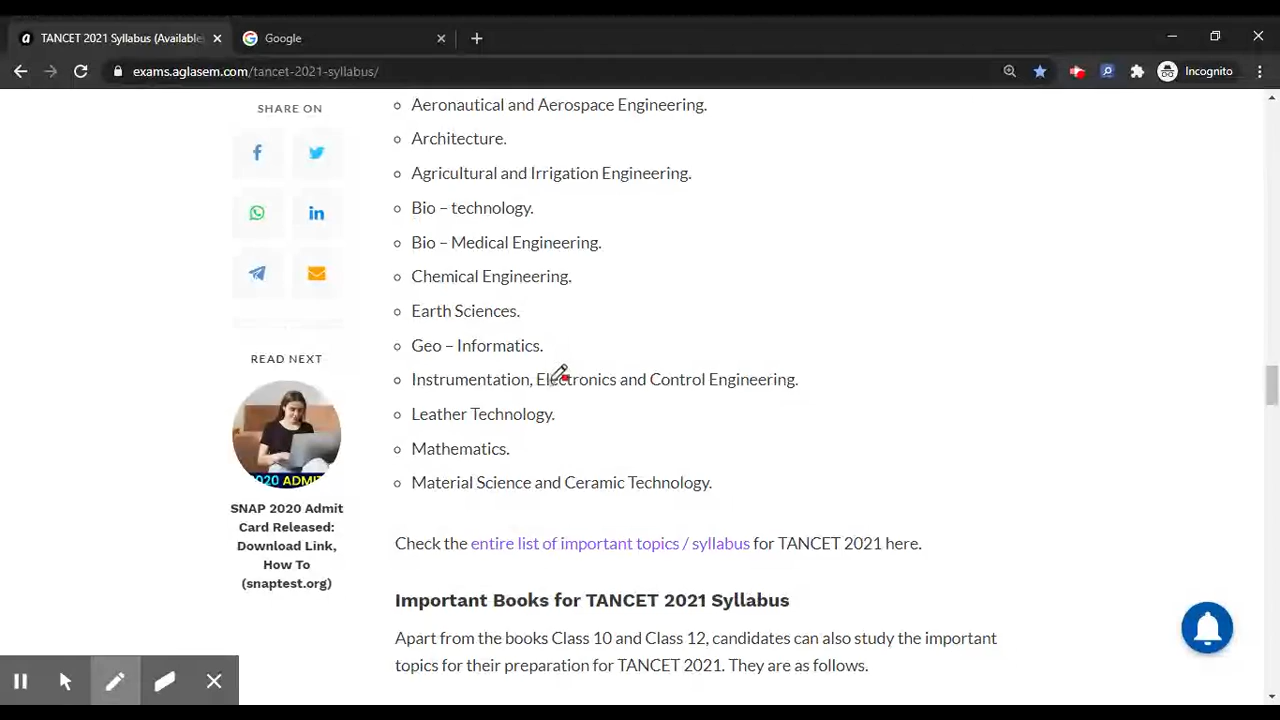 TANCET 2021 Syllabus (Available
Google
exams.aglasem.com/tancet-2021-syllabus/
Incognito
SHARE ON
Aeronautical and Aerospace Engineering.
Architecture.
Agricultural and Irrigation Engineering.
Bio – technology.
Bio – Medical Engineering.
Chemical Engineering.
Earth Sciences.
Geo – Informatics.
Instrumentation, Electronics and Control Engineering.
Leather Technology.
Mathematics.
Material Science and Ceramic Technology.
READ NEXT
2020 ADMIT
SNAP 2020 Admit
Card Released:
Download Link,
How To
(snaptest.org)
Check the entire list of important topics / syllabus for TANCET 2021 here.
Important Books for TANCET 2021 Syllabus
Apart from the books Class 10 and Class 12, candidates can also study the important
topics for their preparation for TANCET 2021. They are as follows.